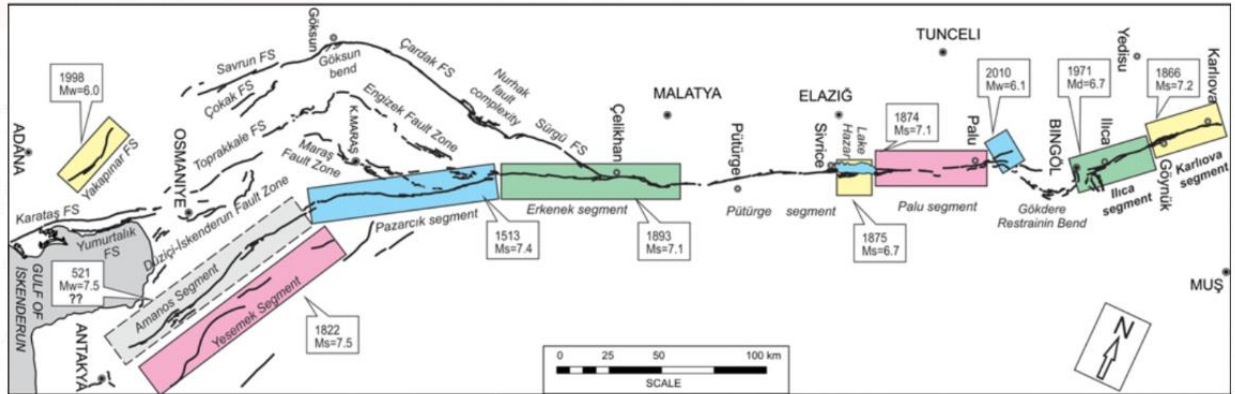 Göksun
Savrun FS
Göksun
bend
Çardak FS
Çokak FS
Engizek Fault Zone
Nurhak
fault
complexity
Sürgü FS
1998
Mw=6.0
ADANA
Yakapınar FS
OSMANIYE
Toprakkale FS
K.MARAŞ
Maraş
Fault Zone
Çelikhan
MALATYA
Pütürge
ELAZIĞ
Sivrice
Lake
Hazar
1874
Ms=7.1
TUNCELI
Palu
2010
Mw=6.1
BINGÖL
1971
Md=6.7
Ilıca
Yedisu
1866
Ms=7.2
Karlıova
Göynük
Karlıova
segment
Ilıca
segment
Karataş FS
Yumurtalık
FS
Düziçi-İskenderun Fault Zone
Pazarcık segment
Erkenek segment
Pütürge segment
Palu segment
Gökdere
Restrainin Bend
GULF OF
İSKENDERUN
521
Mw=7.5
??
Amanos Segment
Yesemek Segment
1513
Ms=7.4
1893
Ms=7.1
1875
Ms=6.7
MUŞ
ANTAKYA
1822
Ms=7.5
0 25 50 100 km
SCALE
N